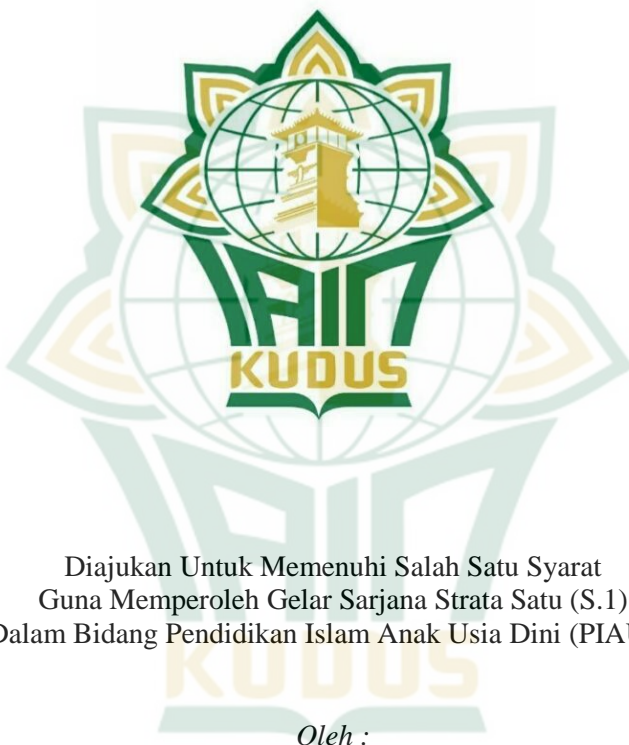 IAIN
KUDUS
Diajukan Untuk Memenuhi Salah Satu Syarat
Guna Memperoleh Gelar Sarjana Strata Satu (S.1)
Dalam Bidang Pendidikan Islam Anak Usia Dini
Oleh :